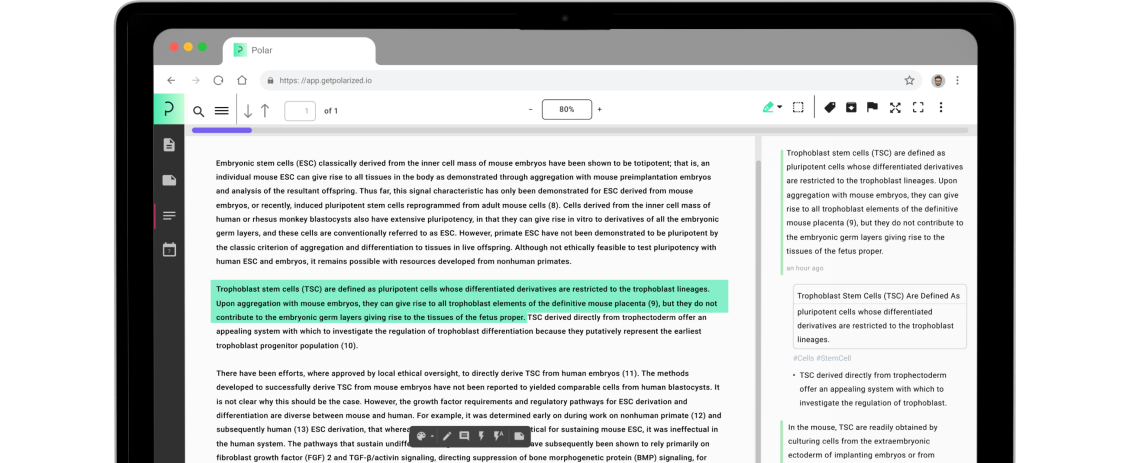 Polar
https://app.getpolarized.io
1 of 1
- 80% +
Embryonic stem cells (ESC) classically derived from the inner cell mass of mouse embryos have been shown to be totipotent; that is, an
individual mouse ESC can give rise to all tissues in the body as demonstrated through aggregation with mouse preimplantation embryos
and analysis of the resultant offspring. Thus far, this signal characteristic has only been demonstrated for ESC derived from mouse
embryos, or recently, induced pluripotent stem cells reprogrammed from adult mouse cells (8). Cells derived from the inner cell mass of
human or rhesus monkey blastocysts also have extensive pluripotency, in that they can give rise in vitro to derivatives of all the embryonic
germ layers, and these cells are conventionally referred to as ESC. However, primate ESC have not been demonstrated to be pluripotent by
the classic criterion of aggregation and differentiation to tissues in live offspring. Although not ethically feasible to test pluripotency with
human ESC and embryos, it remains possible with resources developed from nonhuman primates.
Trophoblast stem cells (TSC) are defined as pluripotent cells whose differentiated derivatives are restricted to the trophoblast lineages.
Upon aggregation with mouse embryos, they can give rise to all trophoblast elements of the definitive mouse placenta (9), but they do not
contribute to the embryonic germ layers giving rise to the tissues of the fetus proper. TSC derived directly from trophectoderm offer an
appealing system with which to investigate the regulation of trophoblast differentiation because they putatively represent the earliest
trophoblast progenitor population (10).
There have been efforts, where approved by local ethical oversight, to directly derive TSC from human embryos (11). The methods
developed to successfully derive TSC from mouse embryos have not been reported to yielded comparable cells from human blastocysts. It
is not clear why this should be the case. However, the growth factor requirements and regulatory pathways for ESC derivation and
differentiation are diverse between mouse and human. For example, it was determined early on during work on nonhuman primate (12) and
subsequently human (13) ESC derivation, that wherea tical for sustaining mouse ESC, it was ineffectual in
the human system. The pathways that sustain undiffe ave subsequently been shown to rely primarily on
fibroblast growth factor (FGF) 2 and TGF-β/activin signaling, directing suppression of bone morphogenetic protein (BMP) signaling, for
Trophoblast stem cells (TSC) are defined as
pluripotent cells whose differentiated derivatives
are restricted to the trophoblast lineages. Upon
aggregation with mouse embryos, they can give
rise to all trophoblast elements of the definitive
mouse placenta (9), but they do not contribute to
the embryonic germ layers giving rise to the
tissues of the fetus proper.
an hour ago
Trophoblast Stem Cells (TSC) Are Defined As
pluripotent cells whose differentiated
derivatives are restricted to the trophoblast
lineages.
#Cells #StemCell
• TSC derived directly from trophectoderm
offer an appealing system with which to
investigate the regulation of trophoblast.
In the mouse, TSC are readily obtained by
culturing cells from the extraembryonic
ectoderm of implanting embryos or from